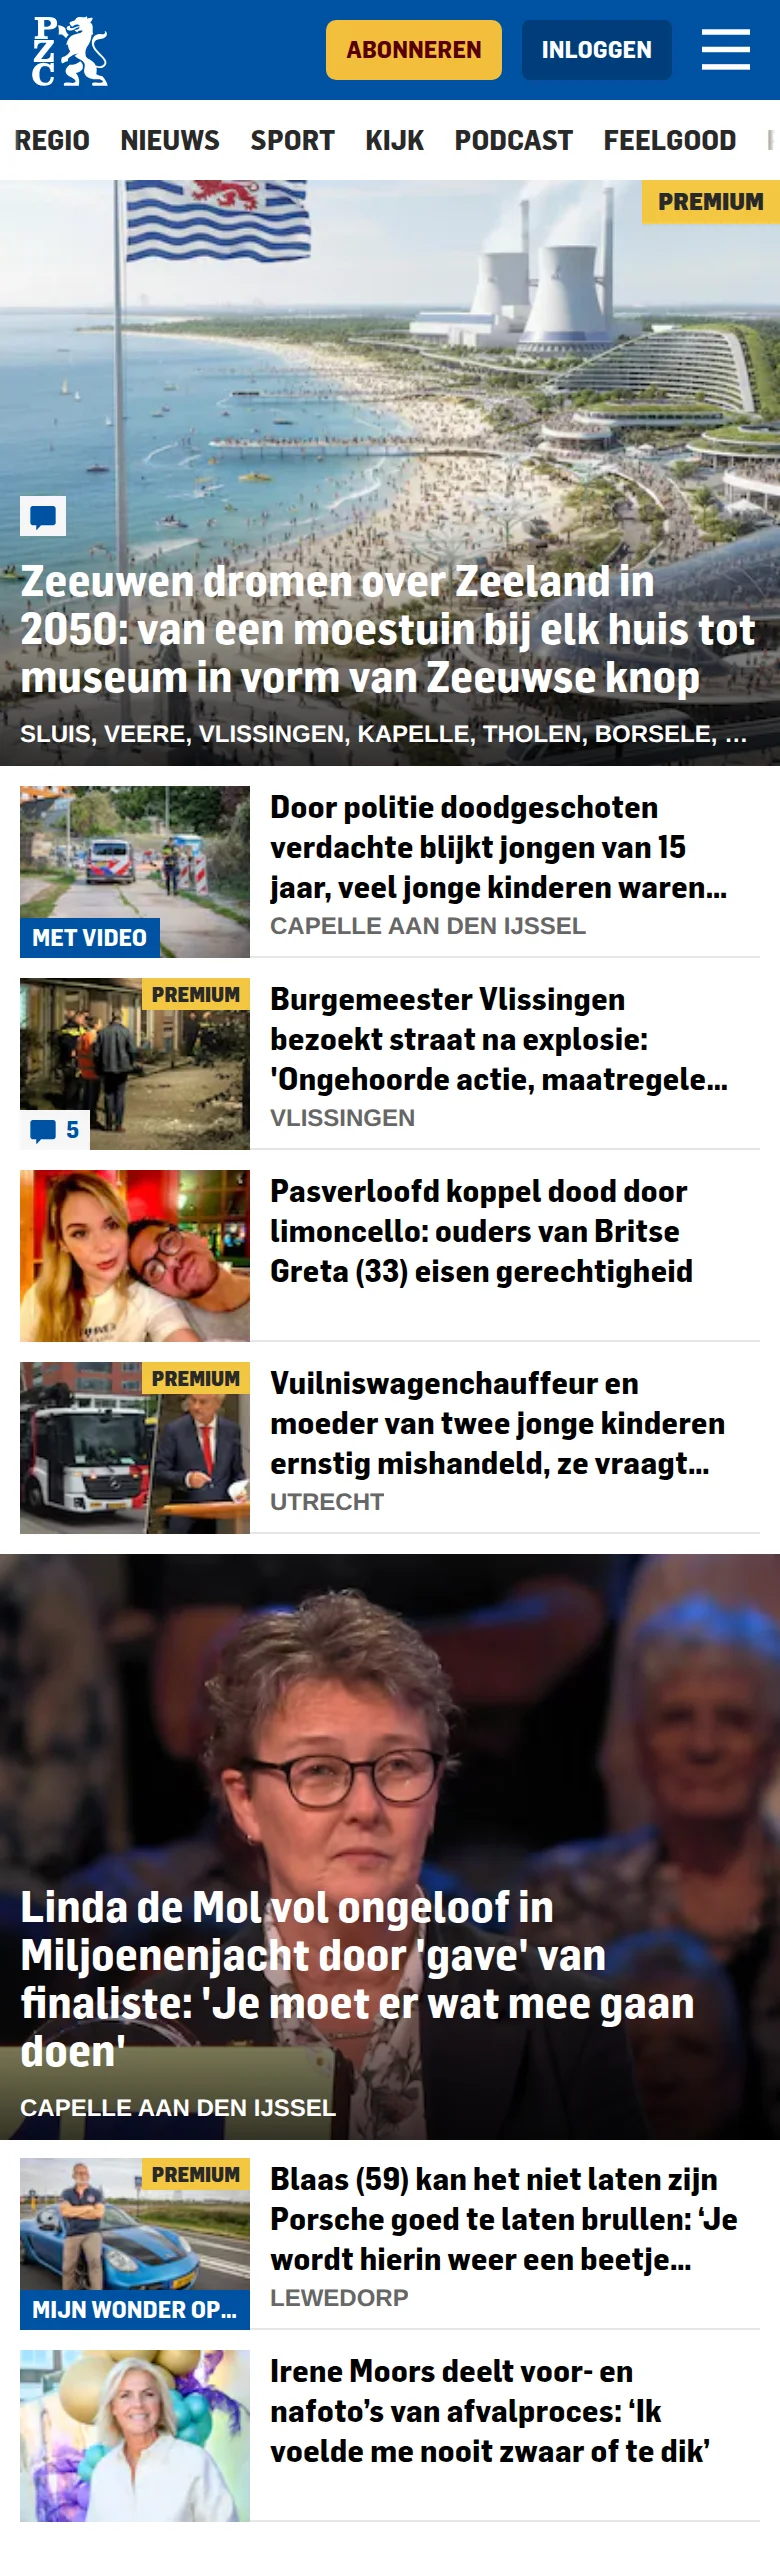 PZC
ABONNEREN
INLOGGEN
REGIO NIEUWS SPORT KIJK PODCAST FEELGOOD
PREMIUM
Zeeuwen dromen over Zeeland in
2050: van een moestuin bij elk huis tot
museum in vorm van Zeeuwse knop
SLUIS, VEERE, VLISSINGEN, KAPELLE, THOLEN, BORSELE, ...
Door politie doodgeschoten
verdachte blijkt jongen van 15
jaar, veel jonge kinderen waren...
CAPELLE AAN DEN IJSSEL
MET VIDEO
PREMIUM
Burgemeester Vlissingen
bezoekt straat na explosie:
'Ongehoorde actie, maatregele...
VLISSINGEN
5
Pasverloofd koppel dood door
limoncello: ouders van Britse
Greta (33) eisen gerechtigheid
PREMIUM
Vuilniswagenchauffeur en
moeder van twee jonge kinderen
ernstig mishandeld, ze vraagt...
UTRECHT
Linda de Mol vol ongeloof in
Miljoenenjacht door 'gave' van
finaliste: 'Je moet er wat mee gaan
doen'
CAPELLE AAN DEN IJSSEL
PREMIUM
Blaas (59) kan het niet laten zijn
Porsche goed te laten brullen: ‘Je
wordt hierin weer een beetje...
LEWEDORP
MIJN WONDER OP...
Irene Moors deelt voor- en
nafoto’s van afvalproces: ‘Ik
voelde me nooit zwaar of te dik’